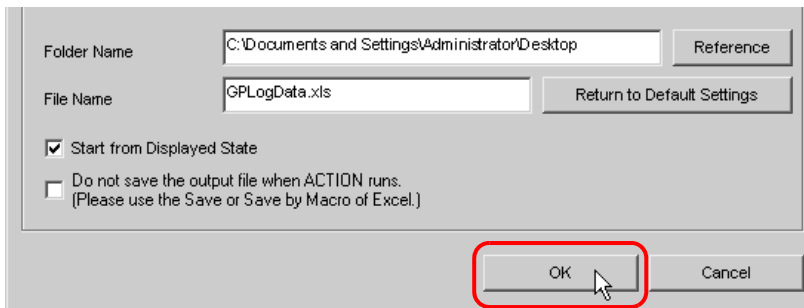 Folder Name C:\Documents and Settings\Administrator\Desktop Reference
File Name GPLogData.xls Return to Default Settings
Start from Displayed State
Do not save the output file when ACTION runs.
(Please use the Save or Save by Macro of Excel.)
OK Cancel